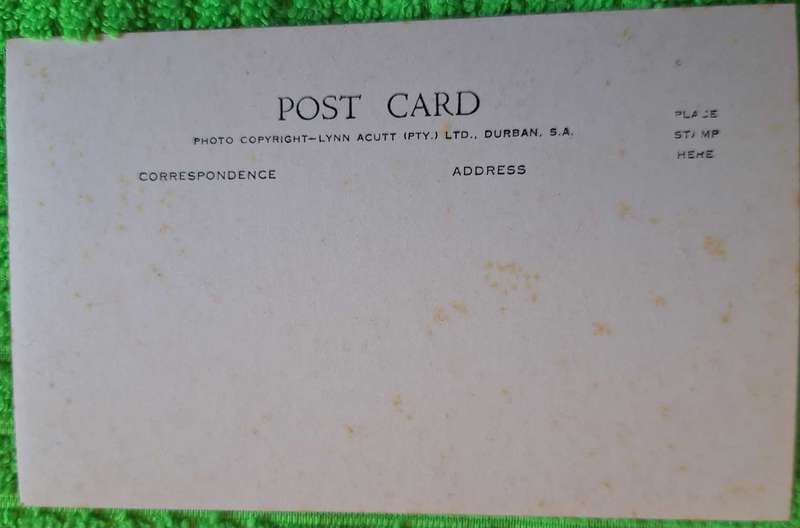 POST CARD
PHOTO COPYRIGHT—LYNN ACUTT (PTY.) LTD., DURBAN, S.A.
PLACE
STAMP
HERE
CORRESPONDENCE
ADDRESS